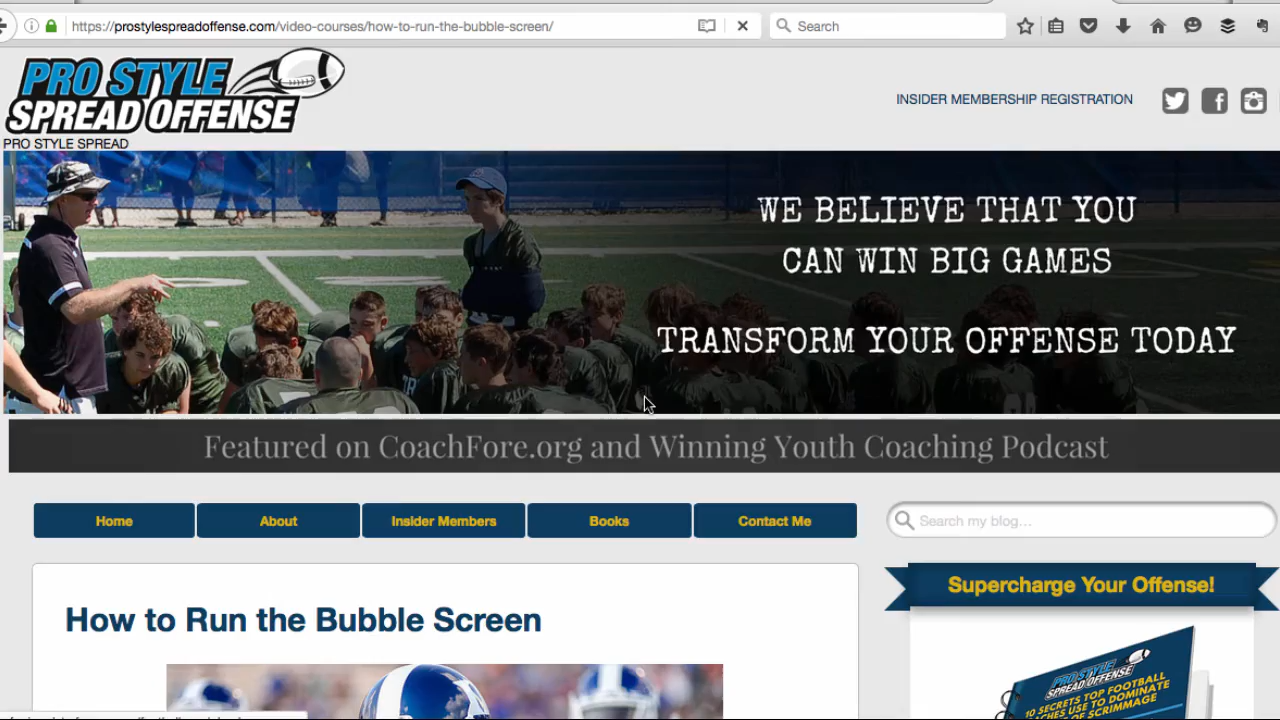 https://prostylespreadoffense.com/video-courses/how-to-run-the-bubble-screen/
Search
PRO STYLE
SPREAD OFFENSE
PRO STYLE SPREAD
INSIDER MEMBERSHIP REGISTRATION
WE BELIEVE THAT YOU
CAN WIN BIG GAMES
TRANSFORM YOUR OFFENSE TODAY
Featured on CoachFore.org and Winning Youth Coaching Podcast
Home
About
Insider Members
Books
Contact Me
Search my blog...
How to Run the Bubble Screen
Supercharge Your Offense!
PRO STYLE
SPREAD OFFENSE
10 SECRETS TOP FOOTBALL
USE TO DOMINATE
OF SCRIMMAGE